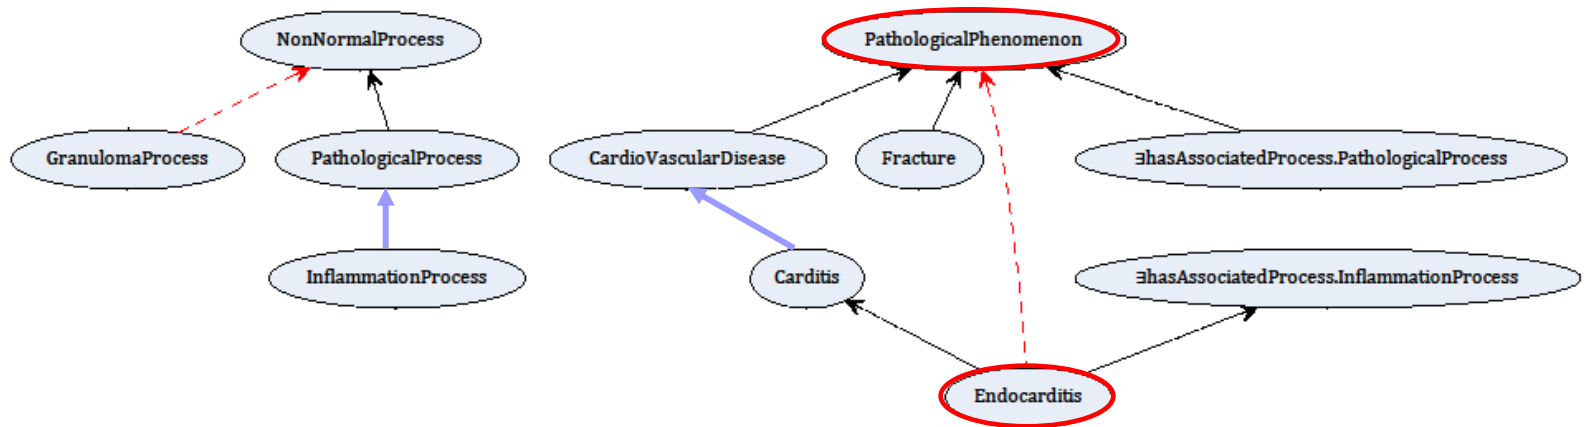 NonNormalProcess
PathologicalPhenomenon
GranulomaProcess
PathologicalProcess
CardioVascularDisease
Fracture
∃hasAssociatedProcess.PathologicalProcess
InflammationProcess
Carditis
∃hasAssociatedProcess.InflammationProcess
Endocarditis